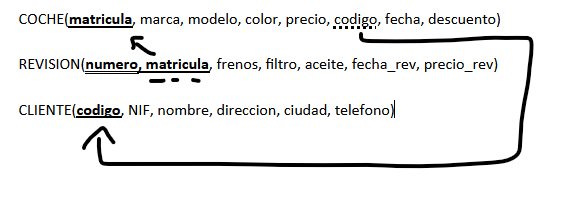 COCHE(matricula, marca, modelo, color, precio, codigo, fecha, descuento)
REVISION(numero, matricula, frenos, filtro, aceite, fecha_rev, precio_rev)
CLIENTE(codigo, NIF, nombre, direccion, ciudad, telefono)